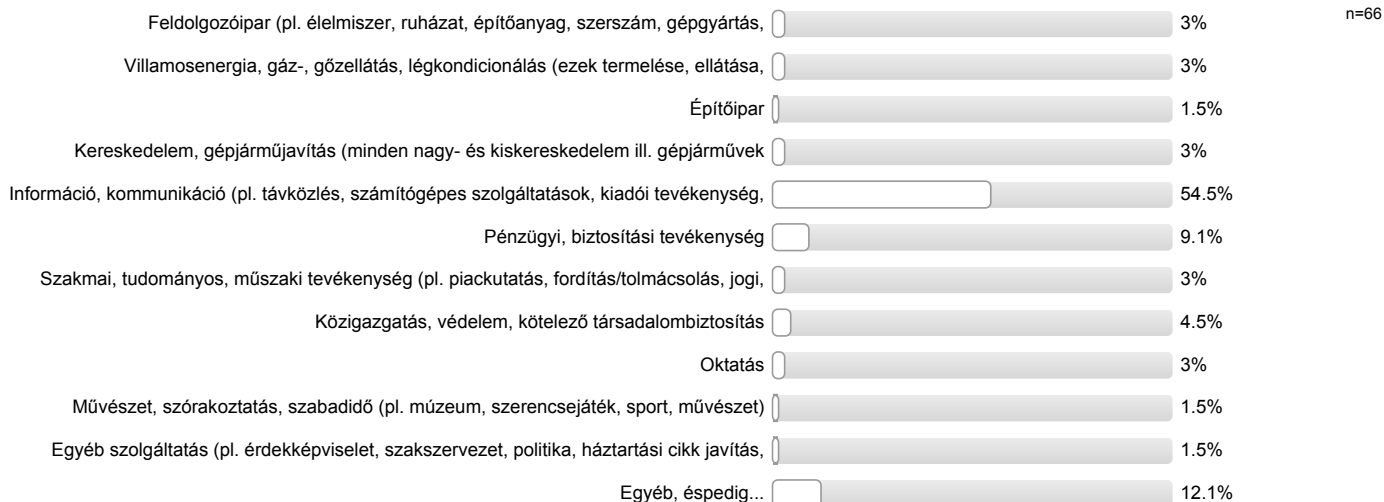 n=66
Feldolgozóipar (pl. élelmiszer, ruházat, építőanyag, szerszám, gépgyártás, 3%
Villamosenergia, gáz-, gőzellátás, légkondicionálás (ezek termelése, ellátása, 3%
Építőipar 1.5%
Kereskedelem, gépjárműjavítás (minden nagy- és kiskereskedelem ill. gépjárművek 3%
Információ, kommunikáció (pl. távközlés, számítógépes szolgáltatások, kiadói tevékenység, 54.5%
Pénzügyi, biztosítási tevékenység 9.1%
Szakmai, tudományos, műszaki tevékenység (pl. piackutatás, fordítás/tolmácsolás, jogi, 3%
Közigazgatás, védelem, kötelező társadalombiztosítás 4.5%
Oktatás 3%
Művészet, szórakoztatás, szabadidő (pl. múzeum, szerencsejáték, sport, művészet) 1.5%
Egyéb szolgáltatás (pl. érdekképviselet, szakszervezet, politika, háztartási cikk javítás, 1.5%
Egyéb, éspedig... 12.1%